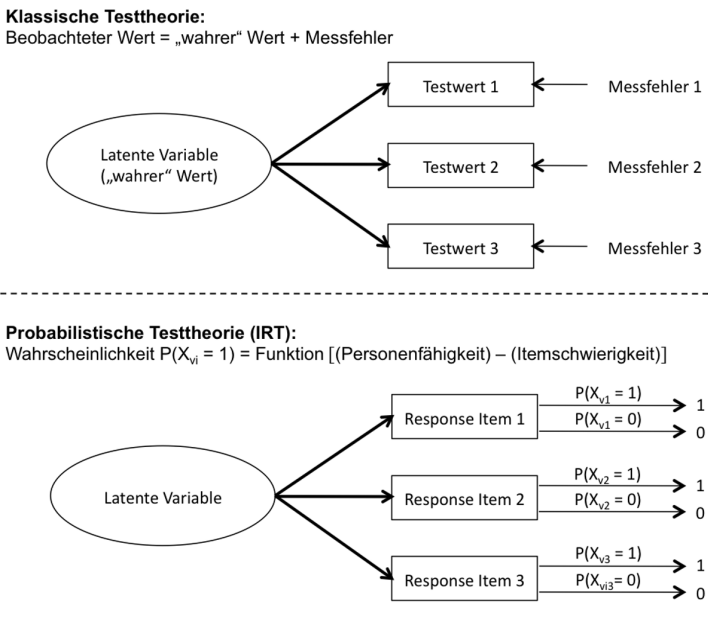 Klassische Testtheorie:
Beobachteter Wert = „wahrer“ Wert + Messfehler
Testwert 1
Messfehler 1
Latente Variable
(„wahrer“ Wert)
Testwert 2
Messfehler 2
Testwert 3
Messfehler 3
Probabilistische Testtheorie (IRT):
Wahrscheinlichkeit P(Xvi = 1) = Funktion [(Personenfähigkeit) – (Itemschwierigkeit)]
Response Item 1
P(Xv1 = 1)
1
P(Xv1 = 0)
0
Latente Variable
Response Item 2
P(Xv2 = 1)
1
P(Xv2 = 0)
0
Response Item 3
P(Xv3 = 1)
1
P(Xvi3= 0)
0